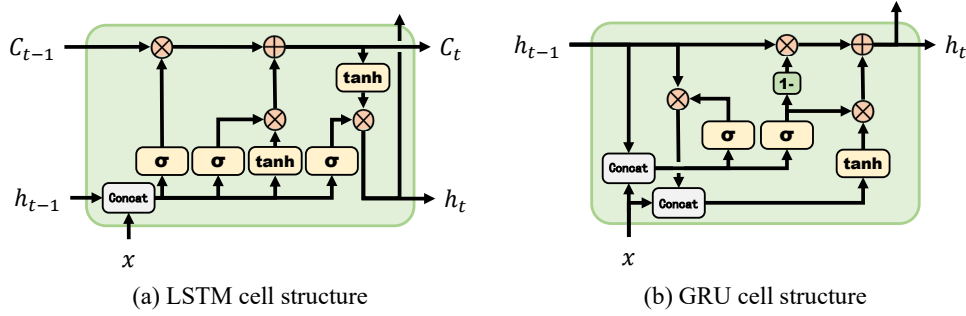 C_{t-1}
C_t
tanh
σ
σ
tanh
σ
h_{t-1}
Concat
h_t
x
(a) LSTM cell structure
h_{t-1}
h_t
1-
σ
σ
Concat
tanh
Concat
x
(b) GRU cell structure